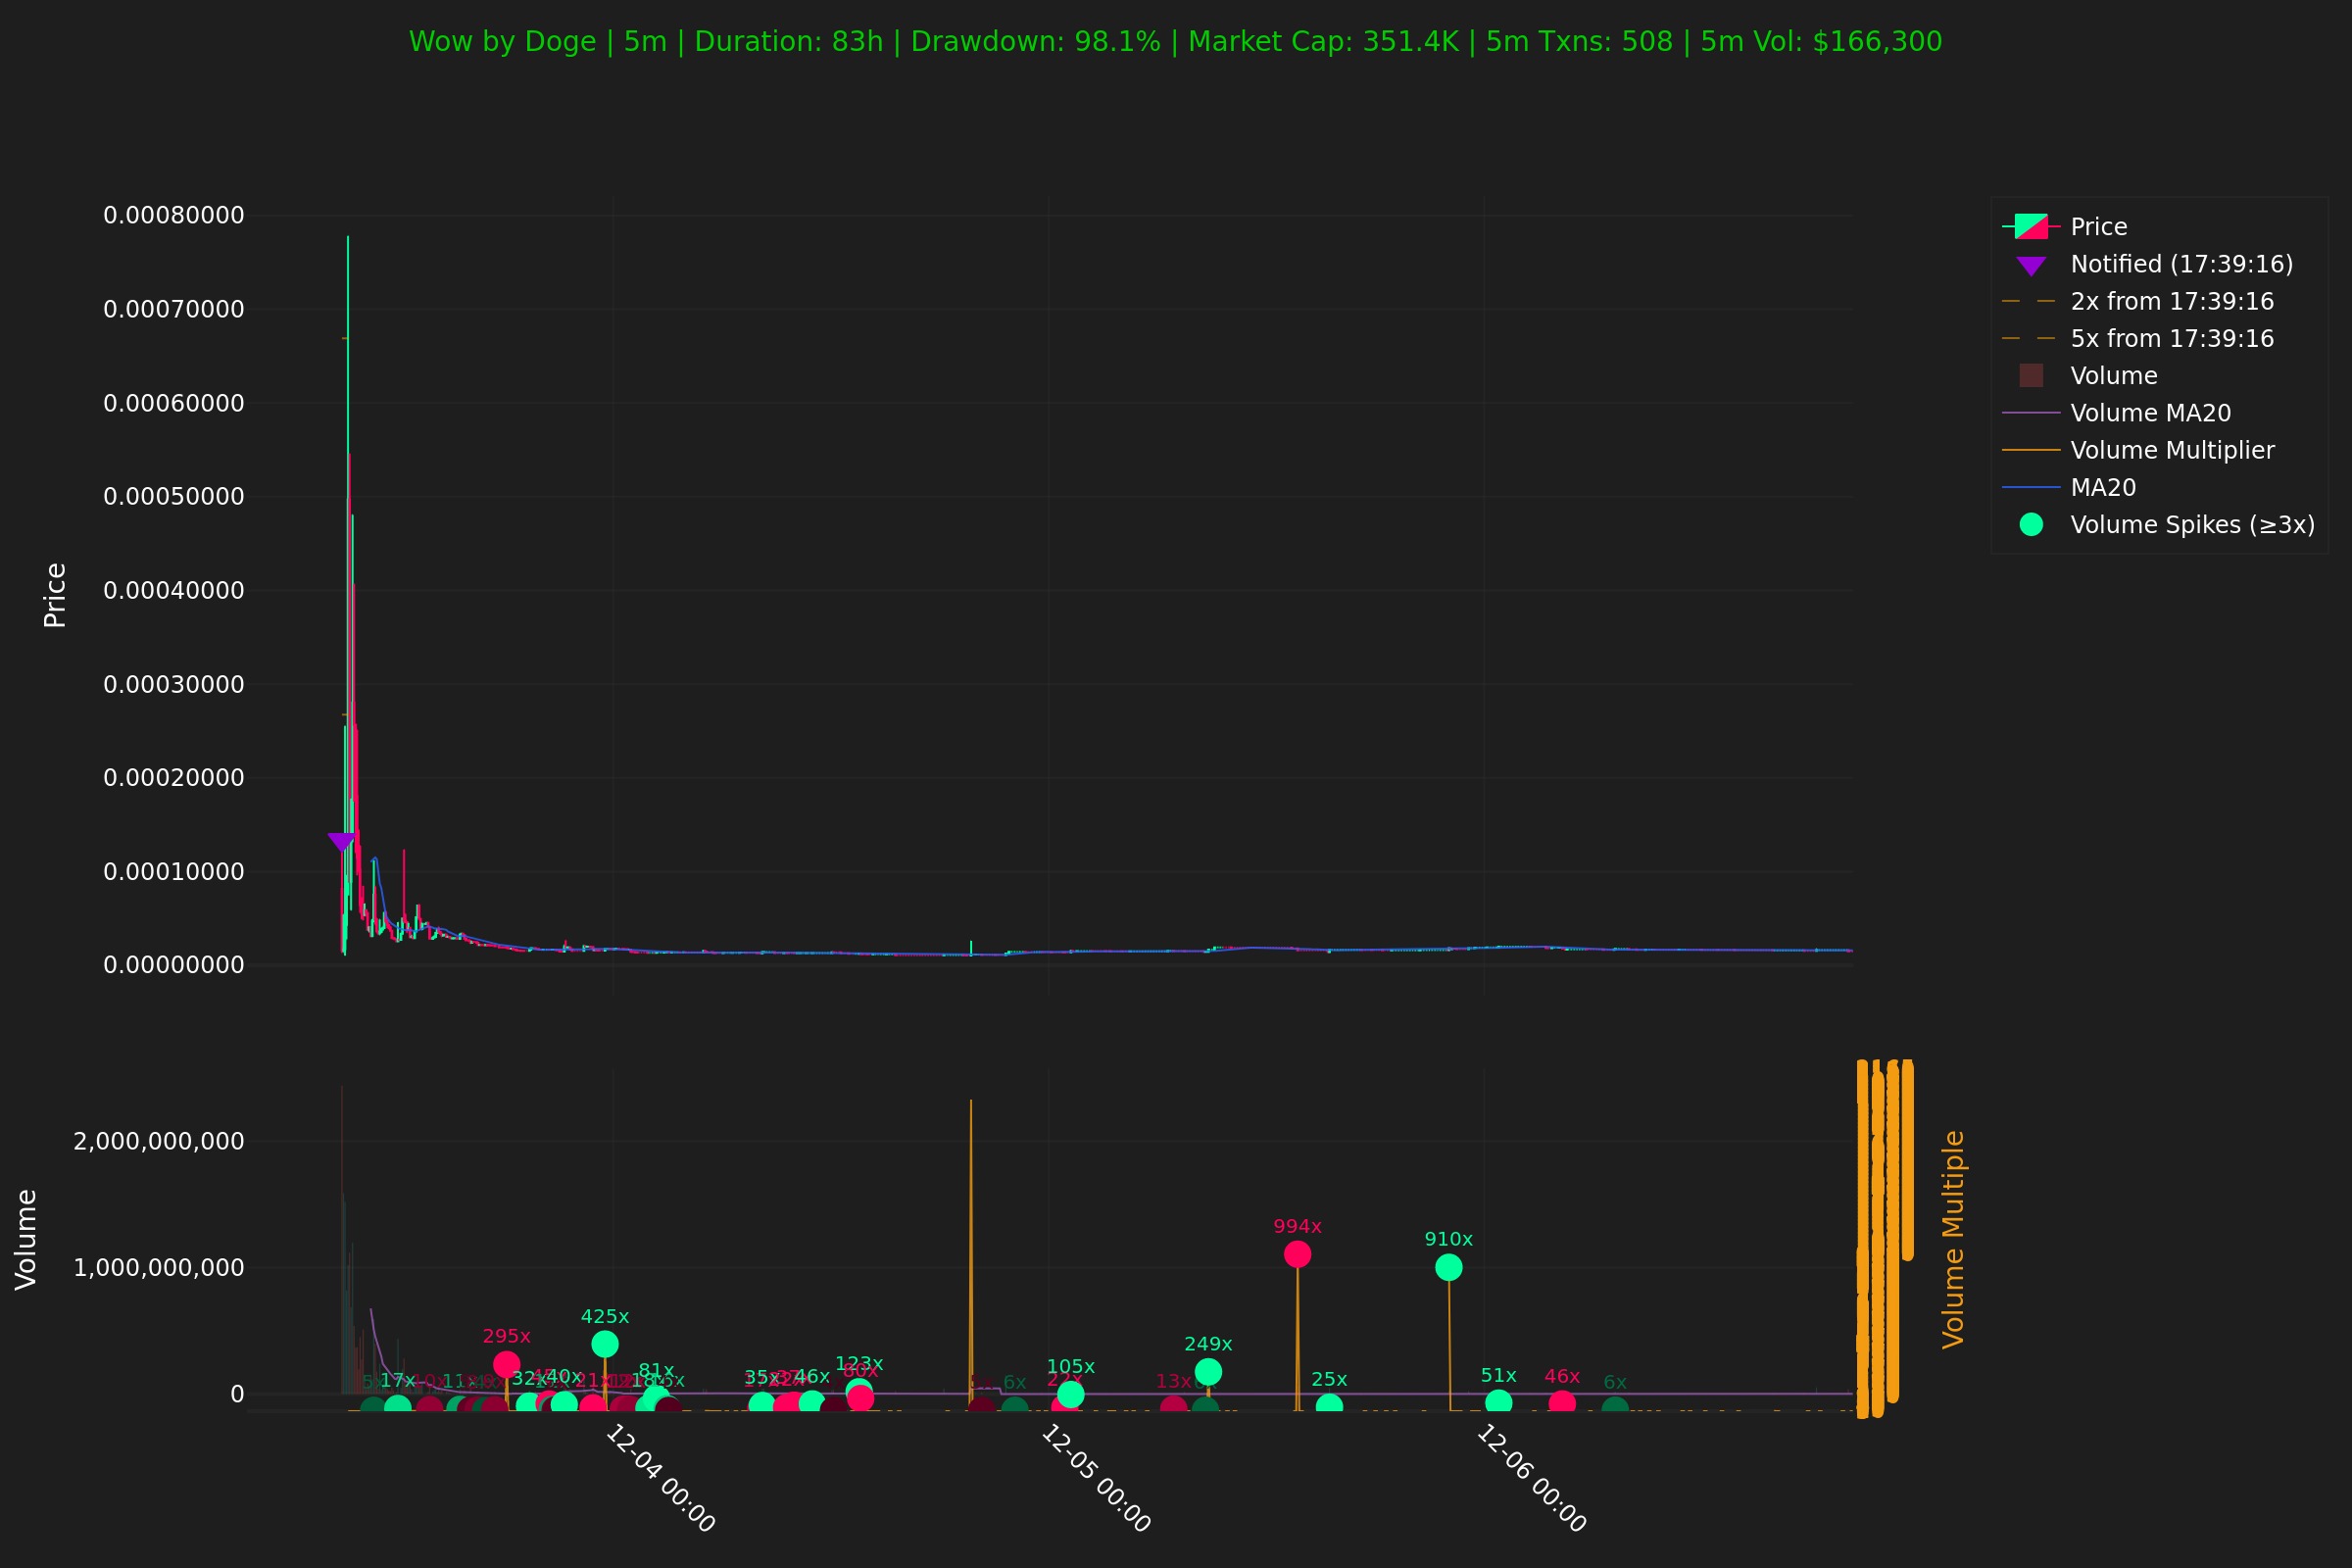 Wow by Doge | 5m | Duration: 83h | Drawdown: 98.1% | Market Cap: 351.4K | 5m Txns: 508 | 5m Vol: $166,300
0.00080000
0.00070000
0.00060000
0.00050000
0.00040000
0.00030000
0.00020000
0.00010000
0.00000000
Price
Price
Notified (17:39:16)
2x from 17:39:16
5x from 17:39:16
Volume
Volume MA20
Volume Multiplier
MA20
Volume Spikes (≥3x)
2,000,000,000
1,000,000,000
0
Volume
Volume Multiple
17x
295x
40x
425x
81x
46x
123x
80x
6x
105x
22x
13x
249x
994x
25x
910x
51x
46x
6x
12-04 00:00
12-05 00:00
12-06 00:00